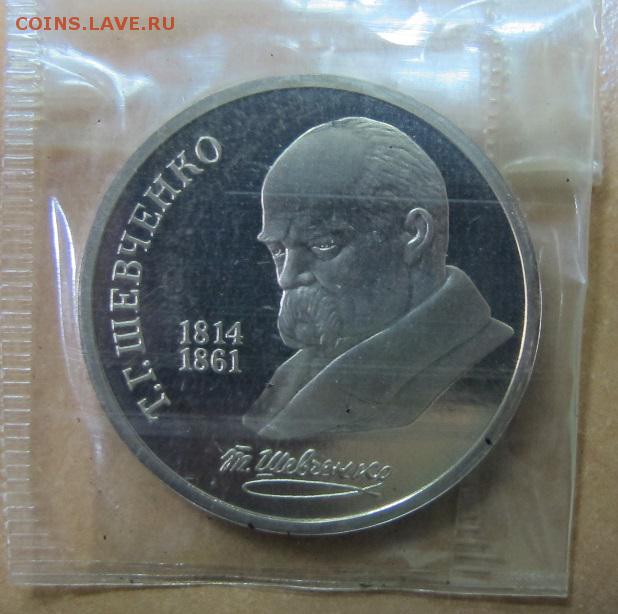 COINS.LAVE.RU
Т.Г.ШЕВЧЕНКО
1814
1861
Т. Шевченко